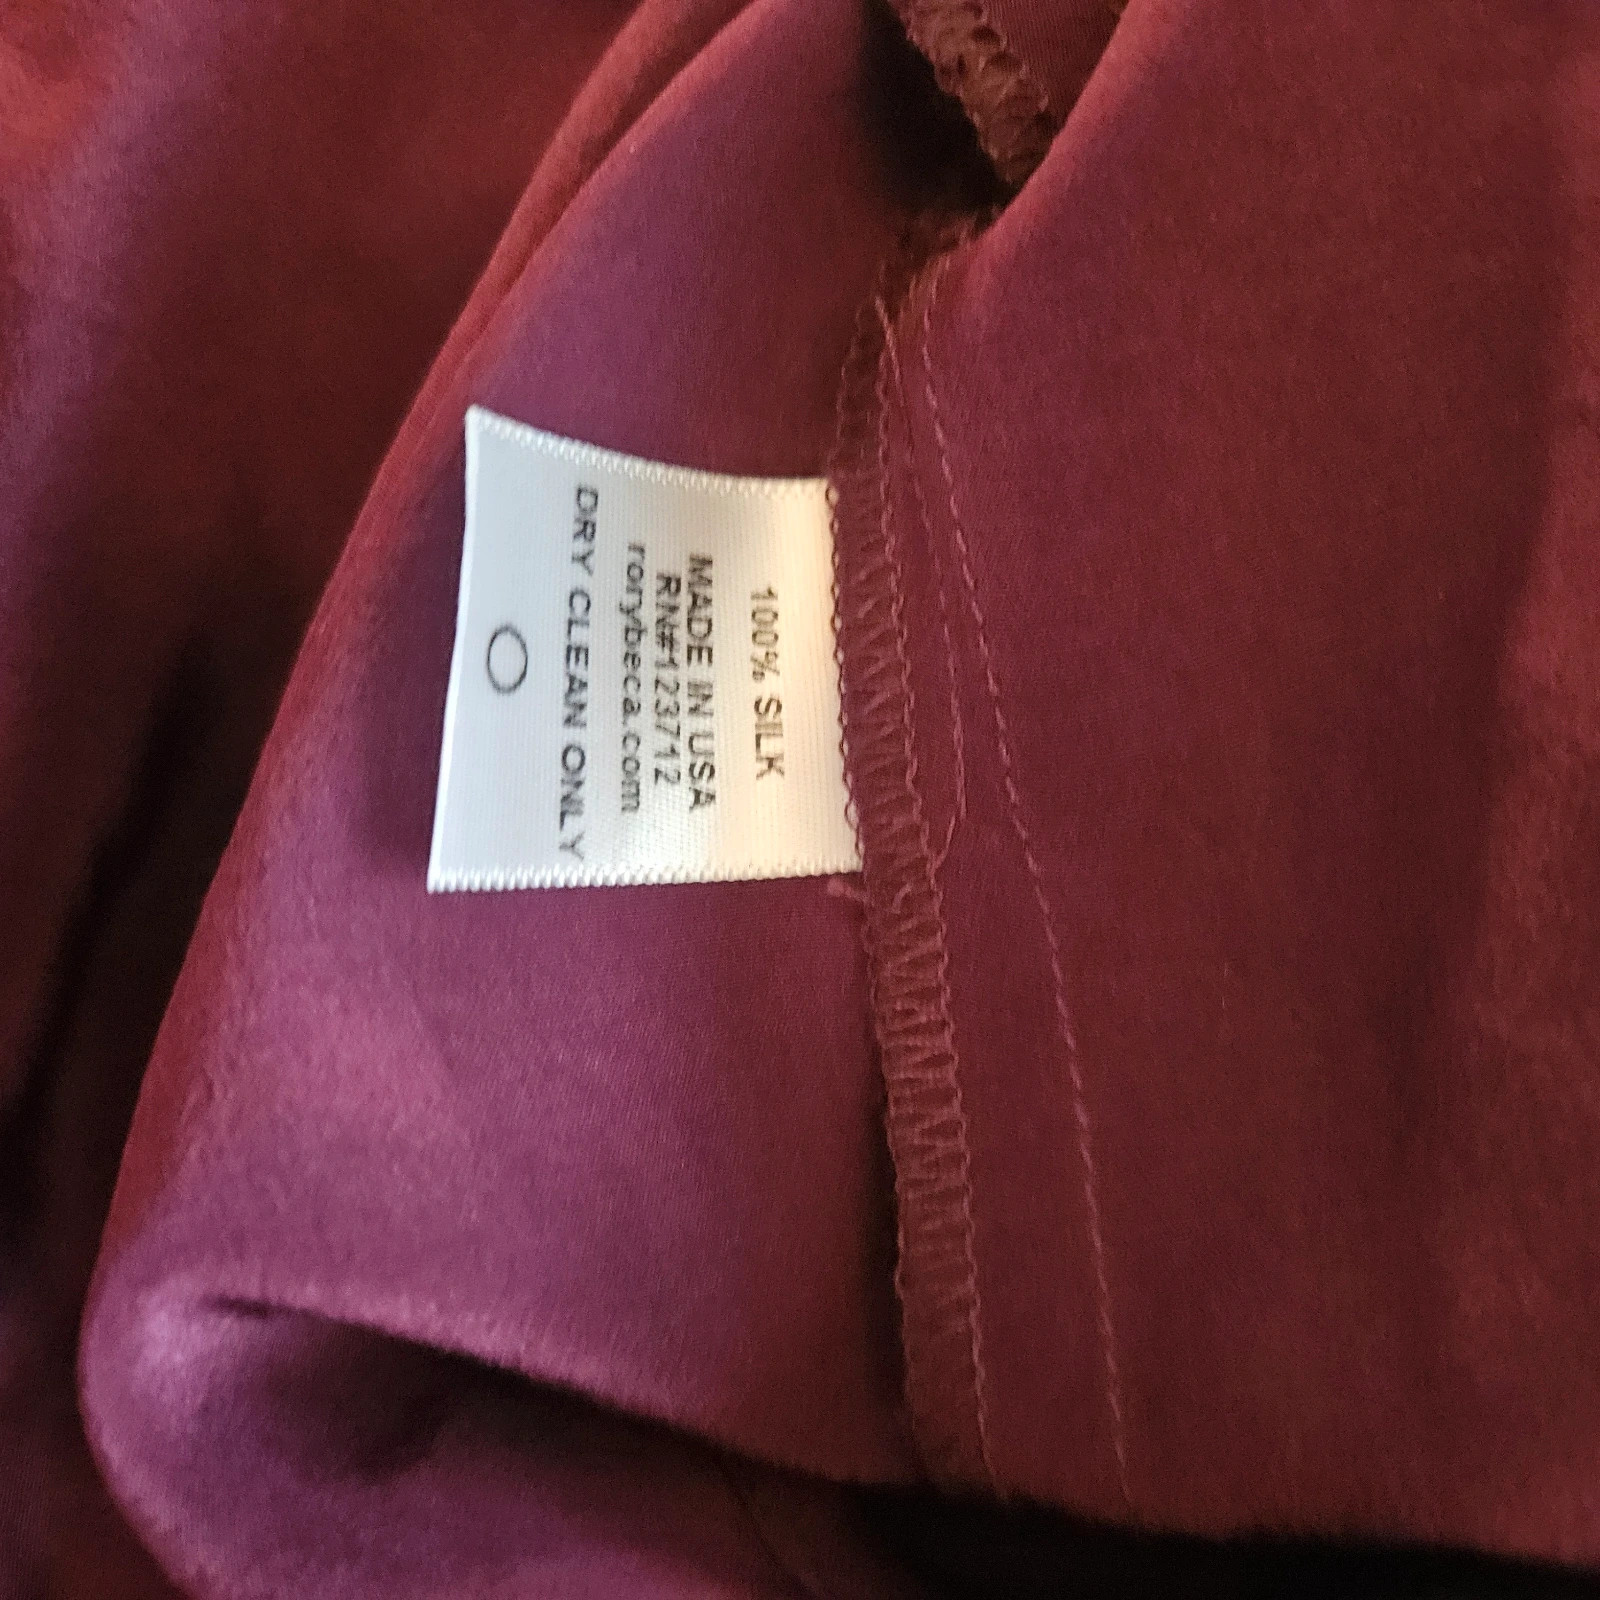 100% SILK
MADE IN USA
RN#123712
rorybeca.com
DRY CLEAN ONLY